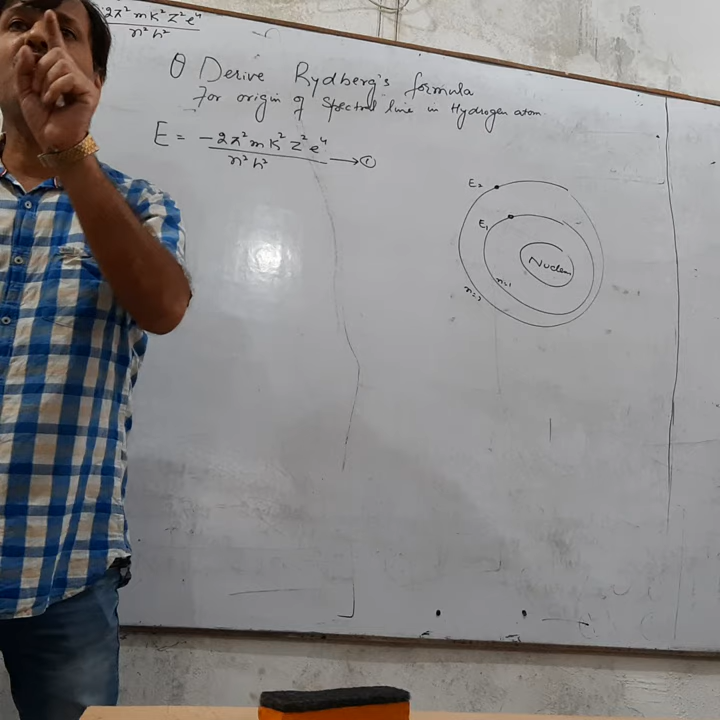 2π²mK²Z²e⁴
n²h²
Q Derive Rydberg's formula
For origin of Spectral line in Hydrogen atom
E = -2π²mK²Z²e⁴
n²h² → ①
E₂
E₁
Nucleus
n=1
n=2